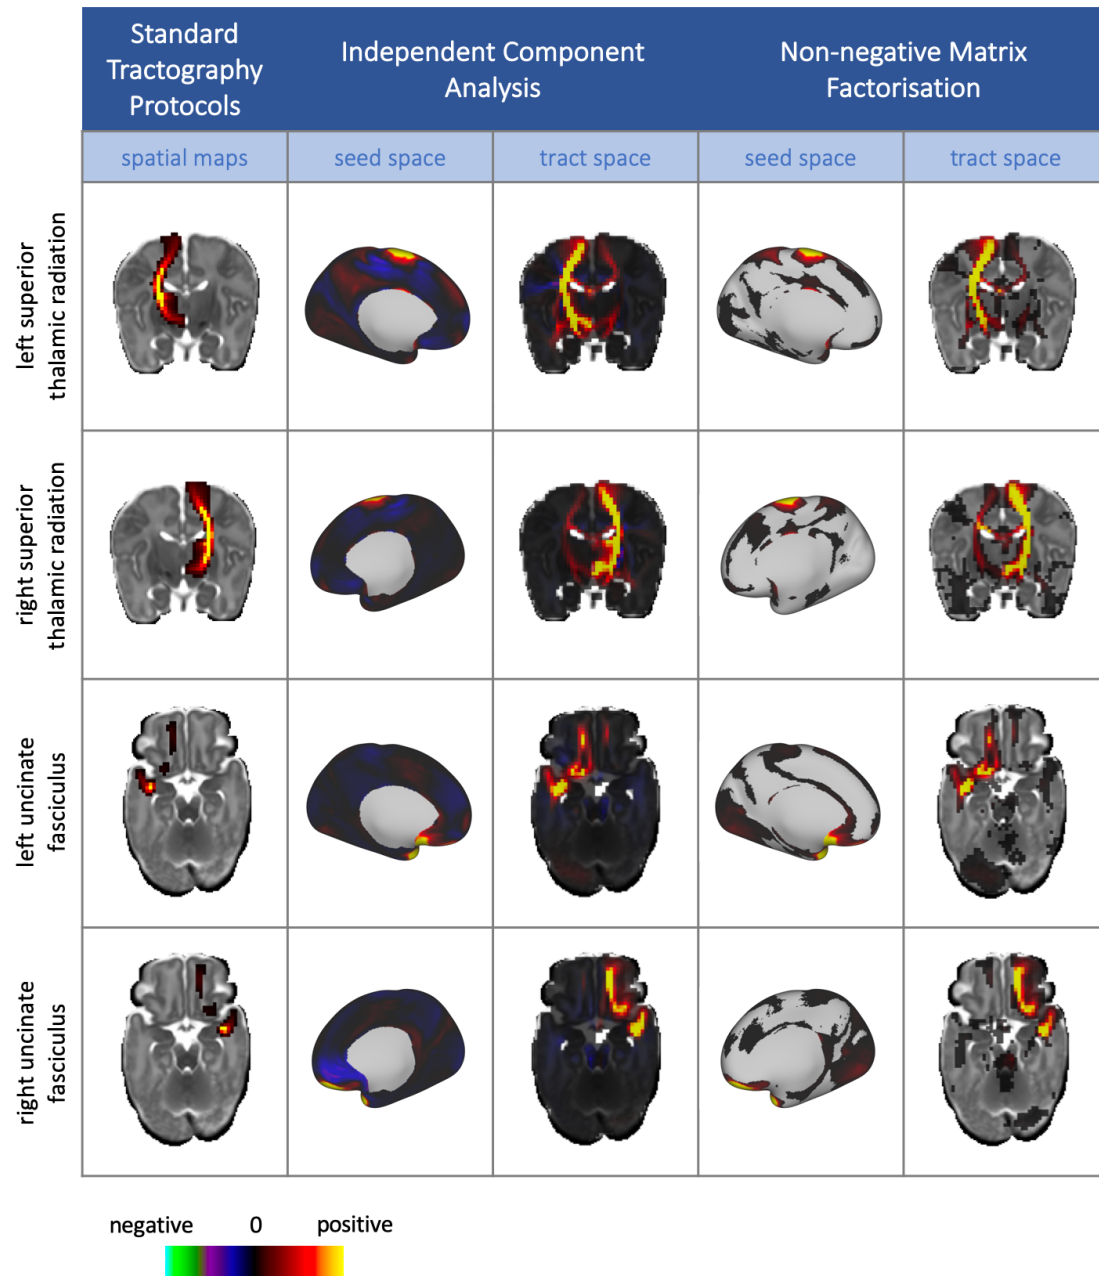 Standard
Tractography
Protocols
Independent Component
Analysis
Non-negative Matrix
Factorisation
spatial maps
seed space
tract space
seed space
tract space
left superior
thalamic radiation
right superior
thalamic radiation
left uncinate
fasciculus
right uncinate
fasciculus
negative
0
positive